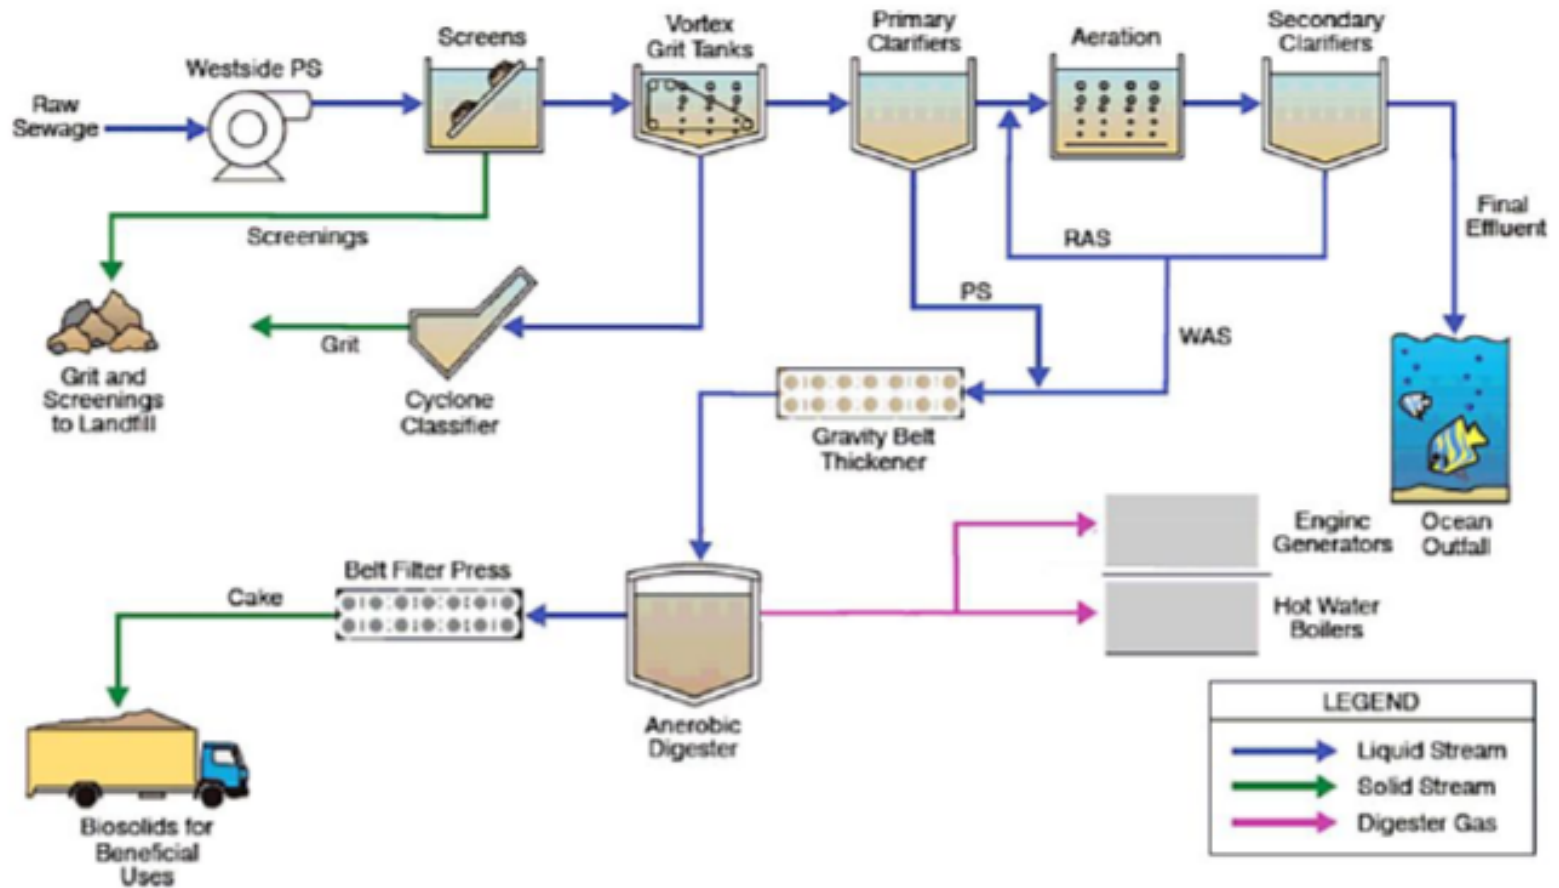 Raw
Sewage
Westside PS
Screens
Vortex
Grit Tanks
Primary
Clarifiers
Aeration
Secondary
Clarifiers
Final
Effluent
Screenings
RAS
PS
WAS
Grit
Grit and
Screenings
to Landfill
Cyclone
Classifier
Gravity Belt
Thickener
Ocean
Outfall
Enginc
Generators
Hot Water
Boilers
Belt Filter Press
Cake
Anerobic
Digester
Biosolids for
Beneficial
Uses
LEGEND
Liquid Stream
Solid Stream
Digester Gas